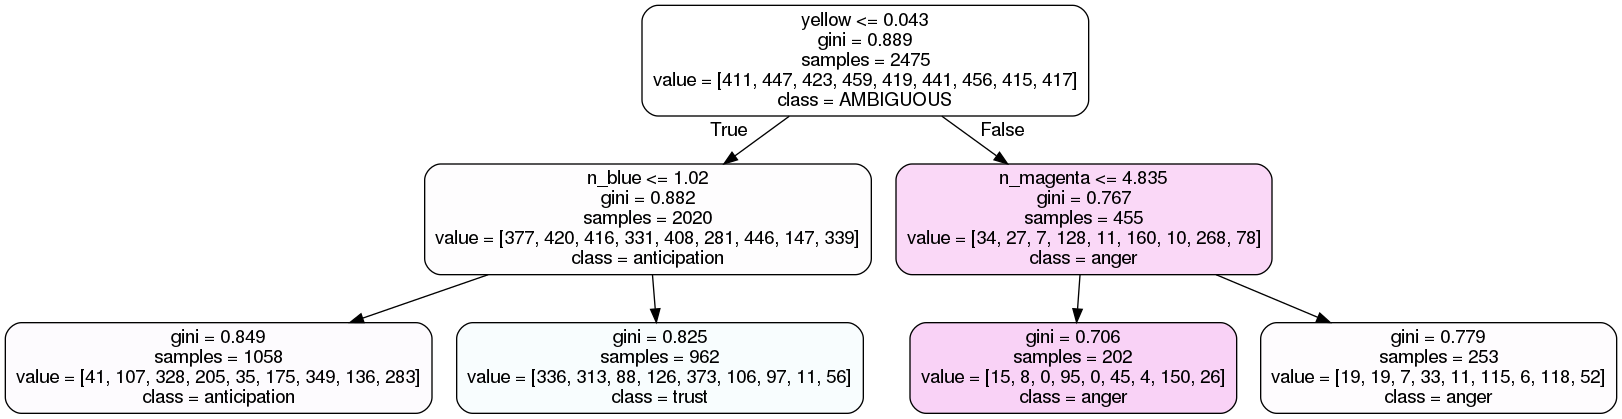 yellow <= 0.043
gini = 0.889
samples = 2475
value = [411, 447, 423, 459, 419, 441, 456, 415, 417]
class = AMBIGUOUS
True
False
n_blue <= 1.02
gini = 0.882
samples = 2020
value = [377, 420, 416, 331, 408, 281, 446, 147, 339]
class = anticipation
n_magenta <= 4.835
gini = 0.767
samples = 455
value = [34, 27, 7, 128, 11, 160, 10, 268, 78]
class = anger
gini = 0.849
samples = 1058
value = [41, 107, 328, 205, 35, 175, 349, 136, 283]
class = anticipation
gini = 0.825
samples = 962
value = [336, 313, 88, 126, 373, 106, 97, 11, 56]
class = trust
gini = 0.706
samples = 202
value = [15, 8, 0, 95, 0, 45, 4, 150, 26]
class = anger
gini = 0.779
samples = 253
value = [19, 19, 7, 33, 11, 115, 6, 118, 52]
class = anger